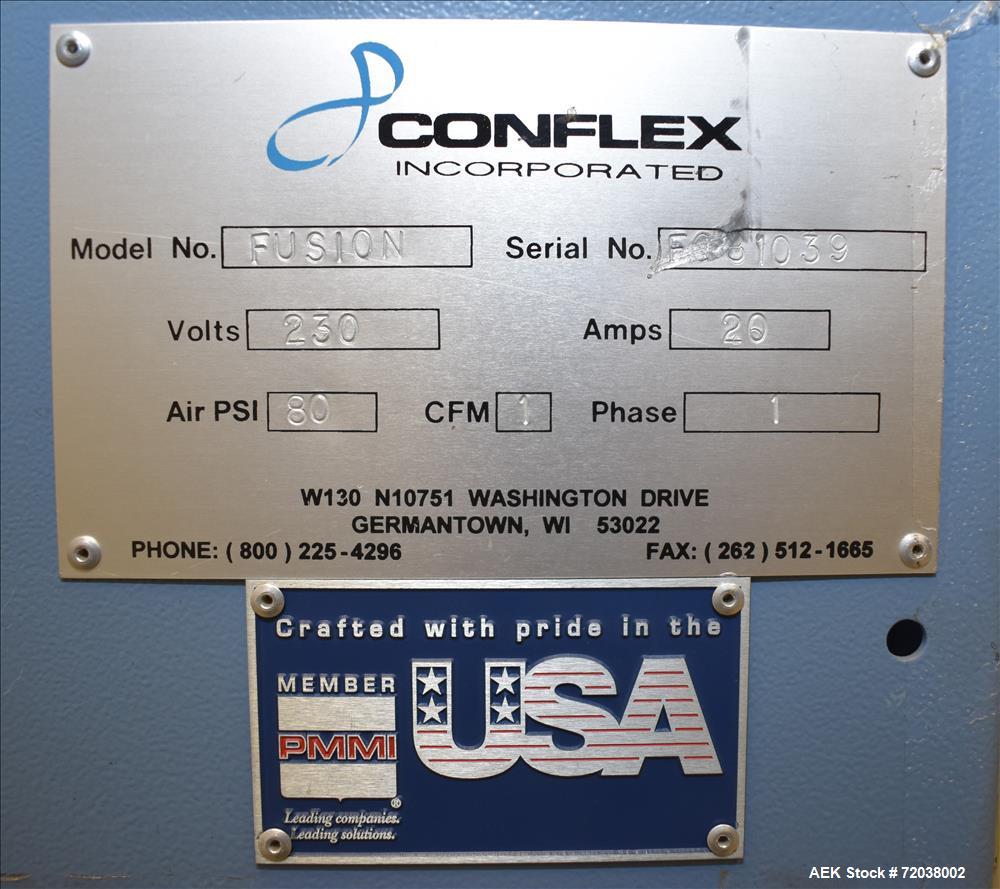 CONFLEX
INCORPORATED
Model No. FUSION Serial No.
Volts 230 Amps 20
Air PSI 80 CFM 1 Phase 1
W130 N10751 WASHINGTON DRIVE
GERMANTOWN, WI 53022
PHONE: ( 800 ) 225-4296 FAX: ( 262 ) 512-1665
Crafted with pride in the
USA
MEMBER
PMMI
®
Leading companies.
Leading solutions.
AEK Stock # 72038002